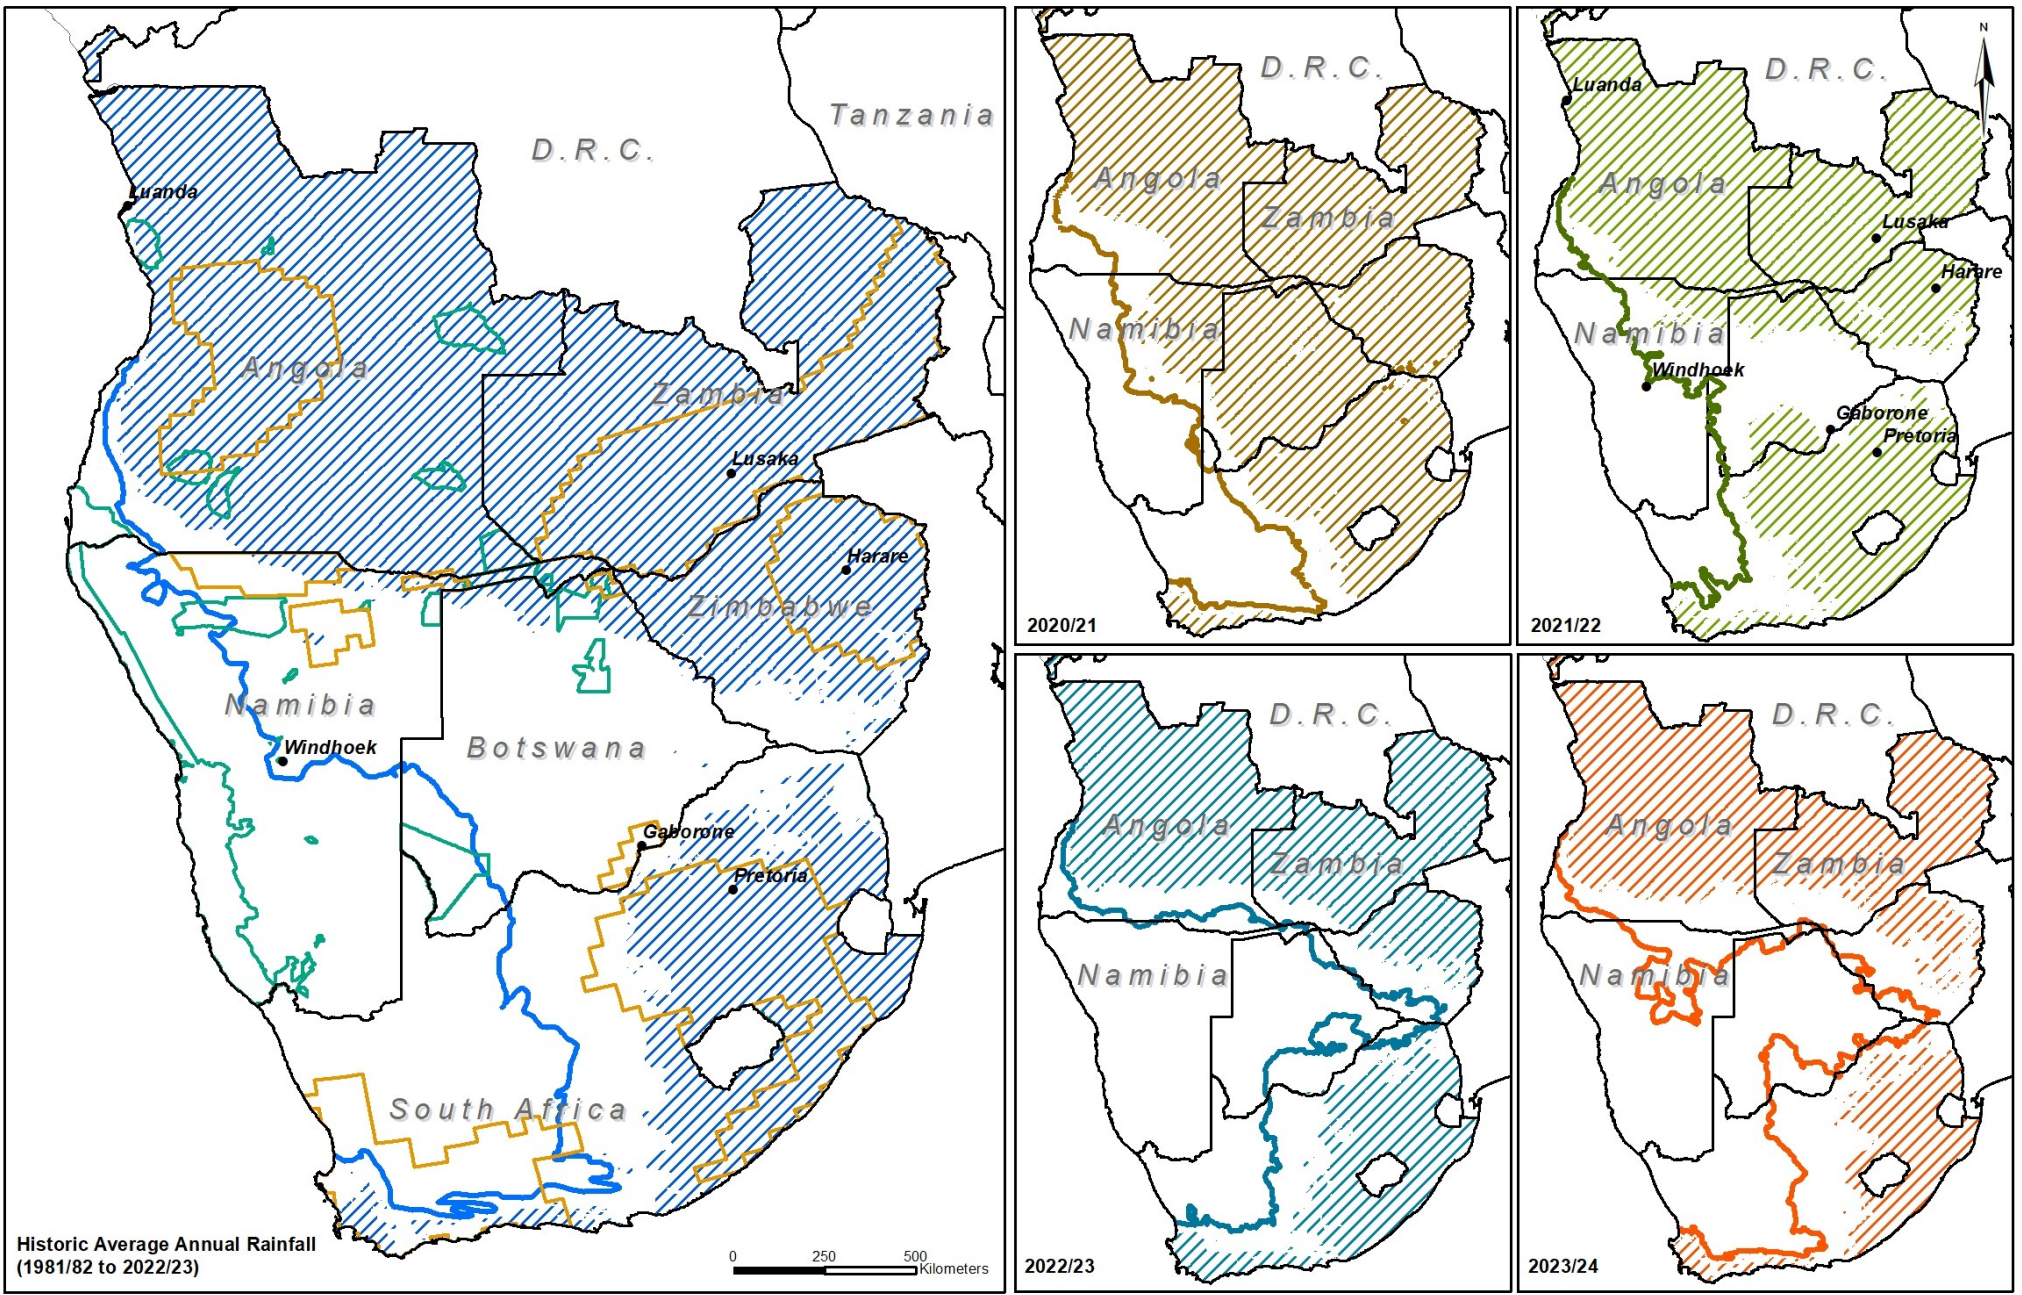 Tanzania
D.R.C.
Luanda
Angola
Zambia
Lusaka
Harare
Zimbabwe
Namibia
Windhoek
Botswana
Gaborone
Pretoria
South Africa
Historic Average Annual Rainfall
(1981/82 to 2022/23)
0 250 500
Kilometers
D.R.C.
Angola
Zambia
Namibia
2020/21
N
D.R.C.
Luanda
Angola
Lusaka
Harare
Namibia
Windhoek
Gaborone
Pretoria
2021/22
D.R.C.
Angola
Zambia
Namibia
2022/23
D.R.C.
Angola
Zambia
Namibia
2023/24